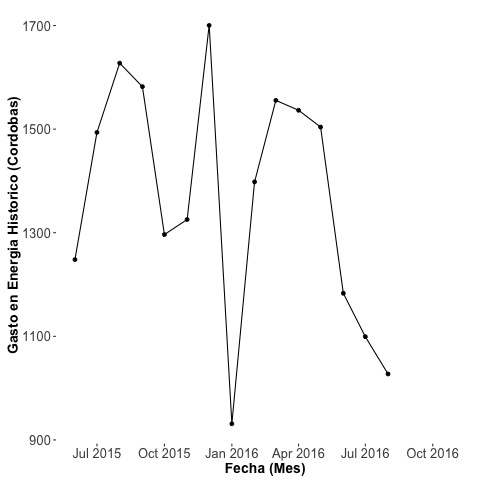 Gasto en Energia Historico (Cordobas)
1700
1500
1300
1100
900
Jul 2015 Oct 2015 Jan 2016 Apr 2016 Jul 2016 Oct 2016
Fecha (Mes)